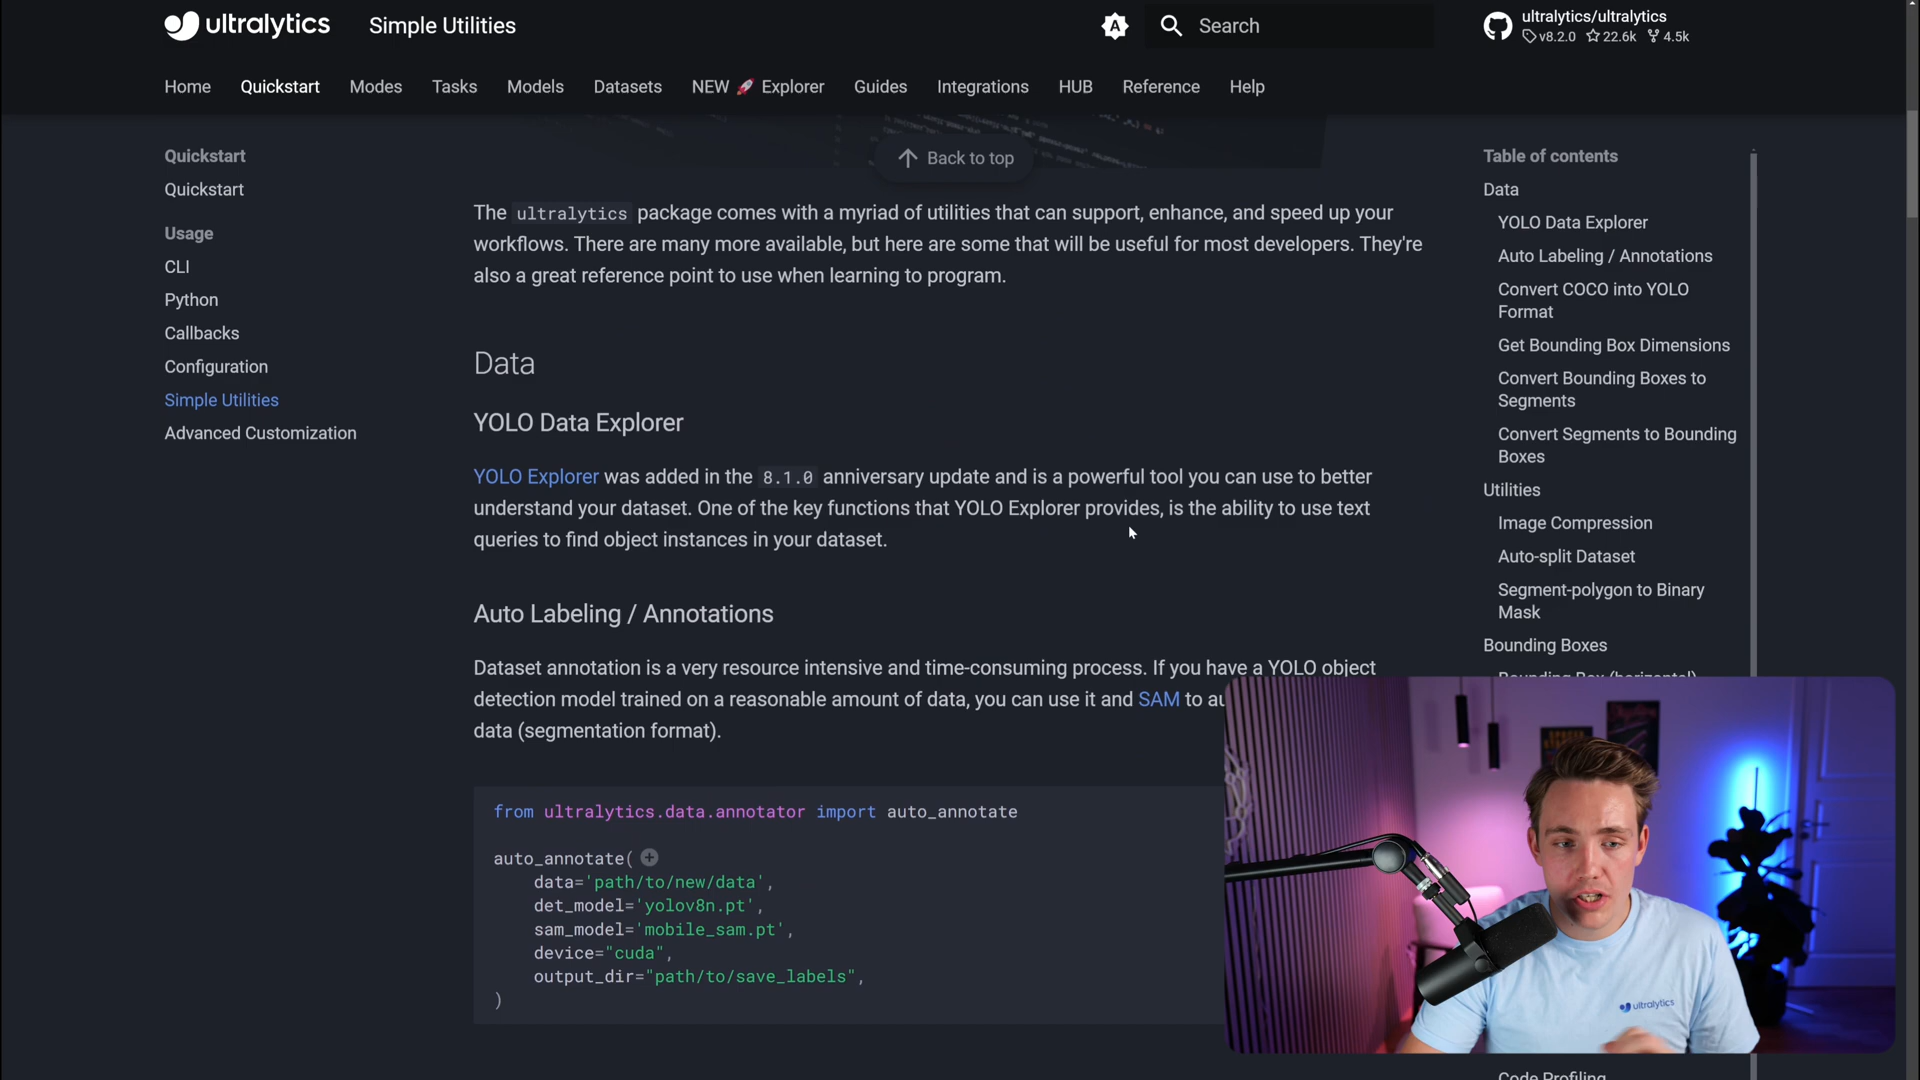 ultralytics
Simple Utilities
Search
ultralytics/ultralytics
v8.2.0 22.6k 4.5k
Home Quickstart Modes Tasks Models Datasets NEW 🚀 Explorer Guides Integrations HUB Reference Help
Back to top
Quickstart
Quickstart
Usage
CLI
Python
Callbacks
Configuration
Simple Utilities
Advanced Customization
The ultralytics package comes with a myriad of utilities that can support, enhance, and speed up your
workflows. There are many more available, but here are some that will be useful for most developers. They're
also a great reference point to use when learning to program.
Data
YOLO Data Explorer
YOLO Explorer was added in the 8.1.0 anniversary update and is a powerful tool you can use to better
understand your dataset. One of the key functions that YOLO Explorer provides, is the ability to use text
queries to find object instances in your dataset.
Auto Labeling / Annotations
Dataset annotation is a very resource intensive and time-consuming process. If you have a YOLO object
detection model trained on a reasonable amount of data, you can use it and SAM to
data (segmentation format).
from ultralytics.data.annotator import auto_annotate
auto_annotate(
data='path/to/new/data',
det_model='yolov8n.pt',
sam_model='mobile_sam.pt',
device="cuda",
output_dir="path/to/save_labels",
)
Table of contents
Data
YOLO Data Explorer
Auto Labeling / Annotations
Convert COCO into YOLO
Format
Get Bounding Box Dimensions
Convert Bounding Boxes to
Segments
Convert Segments to Bounding
Boxes
Utilities
Image Compression
Auto-split Dataset
Segment-polygon to Binary
Mask
Bounding Boxes
Bounding Box (horizontal)
ultralytics
Code Profiling